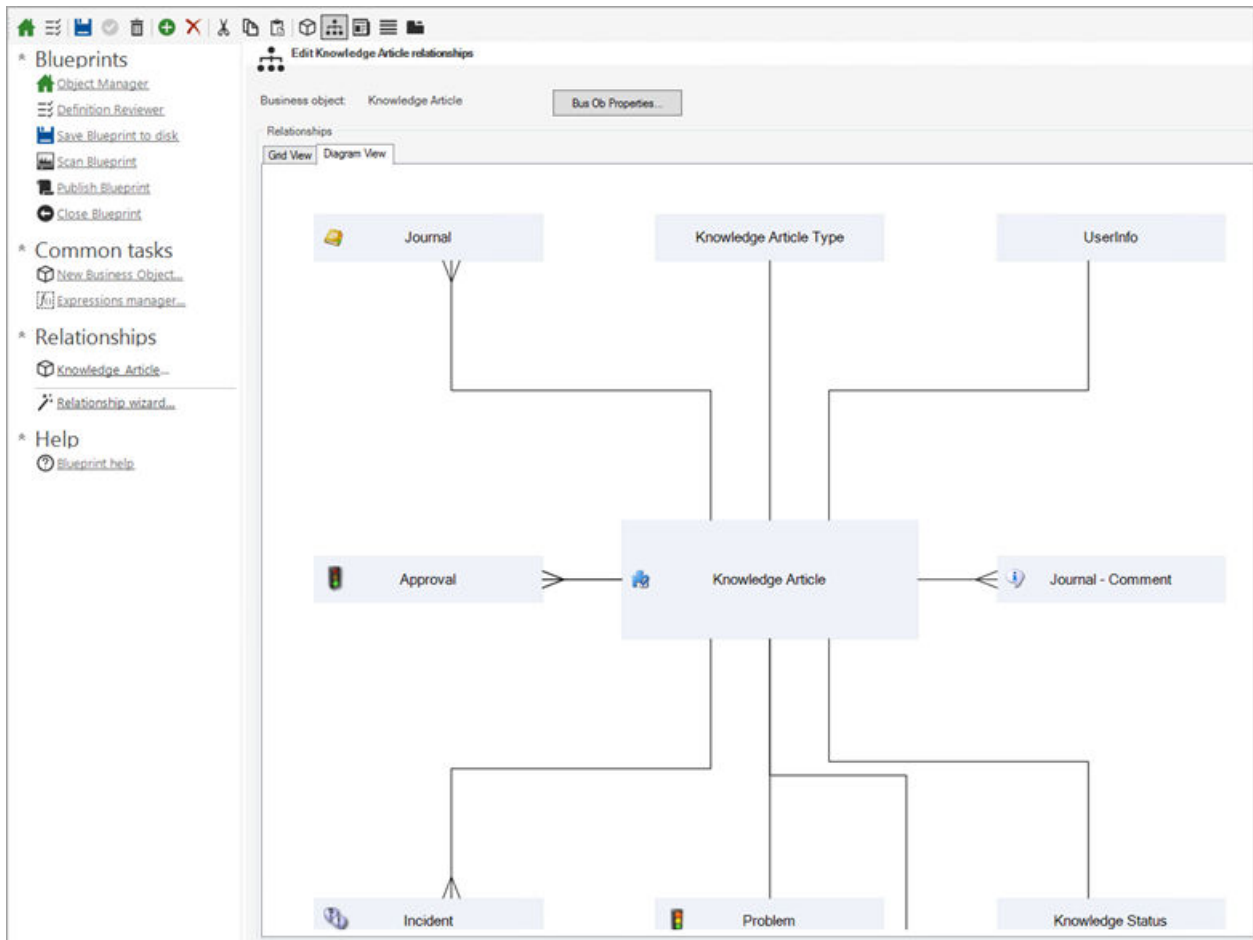 Blueprints
Object Manager
Definition Reviewer
Save Blueprint to disk
Scan Blueprint
Publish Blueprint
Close Blueprint
Common tasks
New Business Object...
Expressions manager...
Relationships
Knowledge Article...
Relationship wizard...
Help
Blueprint help
Edit Knowledge Article relationships
Business object: Knowledge Article Bus Ob Properties...
Relationships
Grid View Diagram View
Journal Knowledge Article Type UserInfo
Approval Knowledge Article Journal - Comment
Incident Problem Knowledge Status